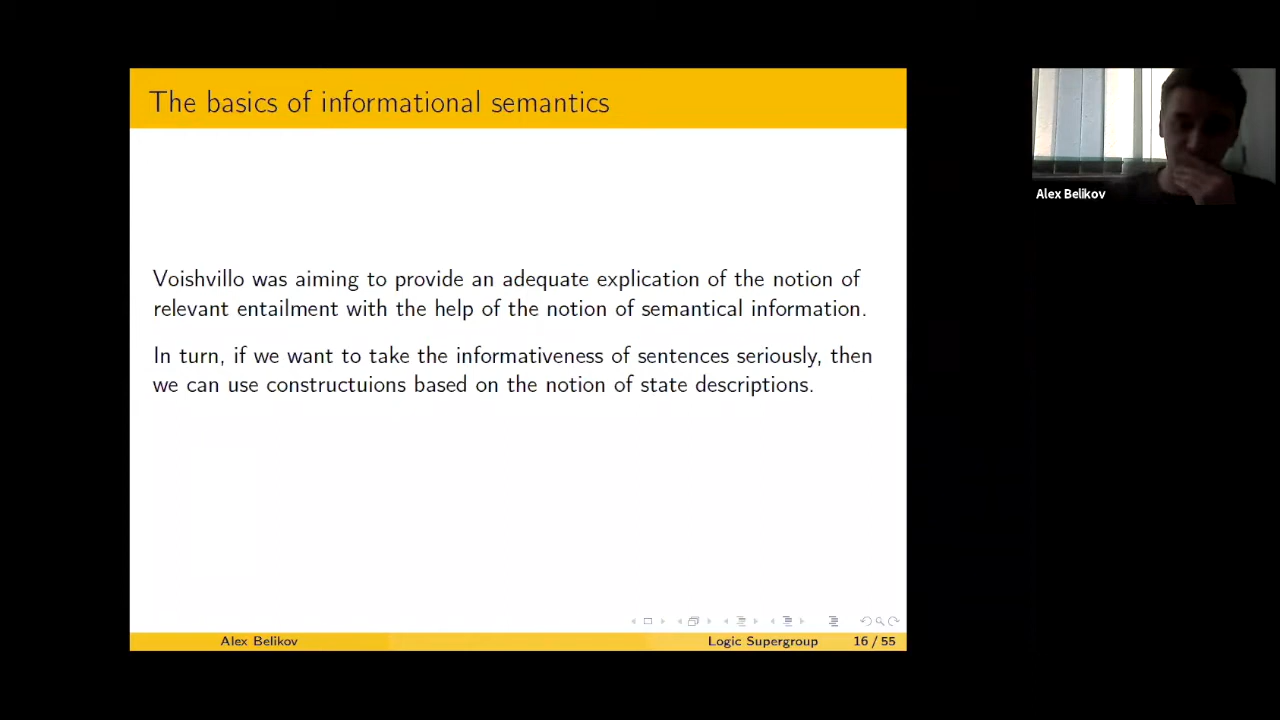 The basics of informational semantics
Voishvillo was aiming to provide an adequate explication of the notion of
relevant entailment with the help of the notion of semantical information.
In turn, if we want to take the informativeness of sentences seriously, then
we can use constructuions based on the notion of state descriptions.
Alex Belikov
Logic Supergroup
16 / 55
Alex Belikov